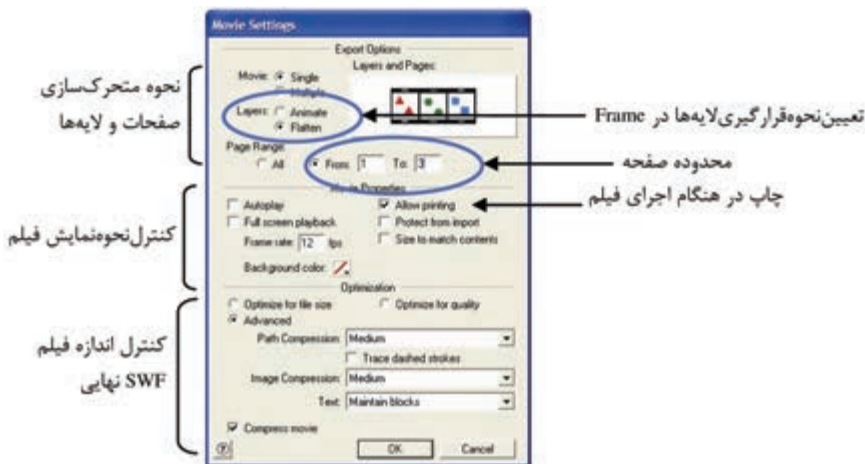 Movie Settings
Export Options
Layers and Pages:
Movie: Single
Multiple
Layers: Animate
Flatten
Page Range:
All From: 1 To: 3
Movie Properties
Autoplay Allow printing
Full screen playback Protect from import
Frame rate: 12 fps Size to match contents
Background color:
Optimization
Optimize for file size Optimize for quality
Advanced
Path Compression: Medium
Trace dashed strokes
Image Compression: Medium
Text: Maintain blocks
Compress movie
? OK Cancel
نحوه متحرک‌سازی
صفحات و لایه‌ها
کنترل نحوه نمایش فیلم
کنترل اندازه فیلم
SWF نهایی
تعیین نحوه قرارگیری لایه‌ها در Frame
محدوده صفحه
چاپ در هنگام اجرای فیلم